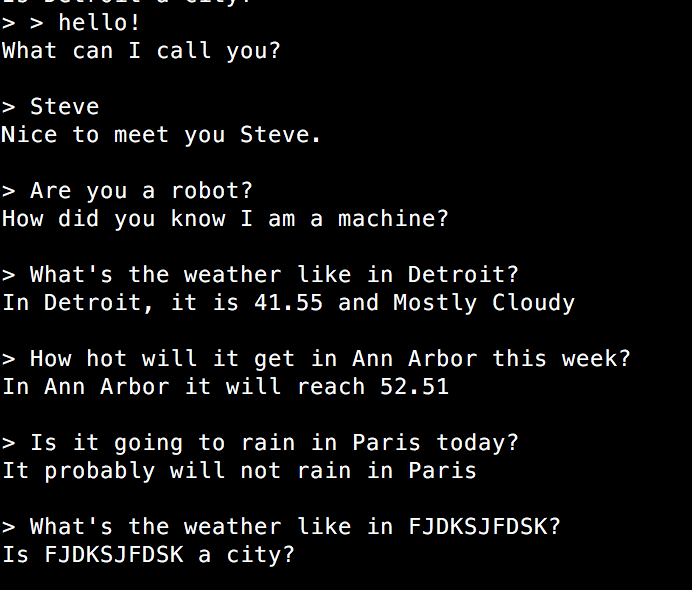 Is Detroit a city?
> > hello!
What can I call you?
> Steve
Nice to meet you Steve.
> Are you a robot?
How did you know I am a machine?
> What's the weather like in Detroit?
In Detroit, it is 41.55 and Mostly Cloudy
> How hot will it get in Ann Arbor this week?
In Ann Arbor it will reach 52.51
> Is it going to rain in Paris today?
It probably will not rain in Paris
> What's the weather like in FJDKSJFDSK?
Is FJDKSJFDSK a city?